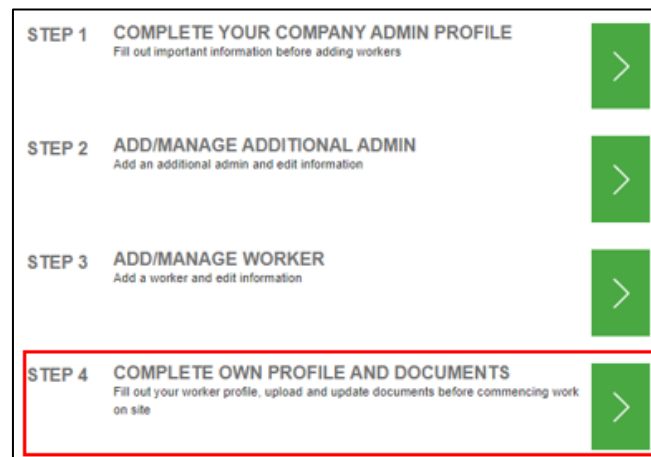 STEP 1 COMPLETE YOUR COMPANY ADMIN PROFILE
Fill out important information before adding workers
STEP 2 ADD/MANAGE ADDITIONAL ADMIN
Add an additional admin and edit information
STEP 3 ADD/MANAGE WORKER
Add a worker and edit information
STEP 4 COMPLETE OWN PROFILE AND DOCUMENTS
Fill out your worker profile, upload and update documents before commencing work
on site